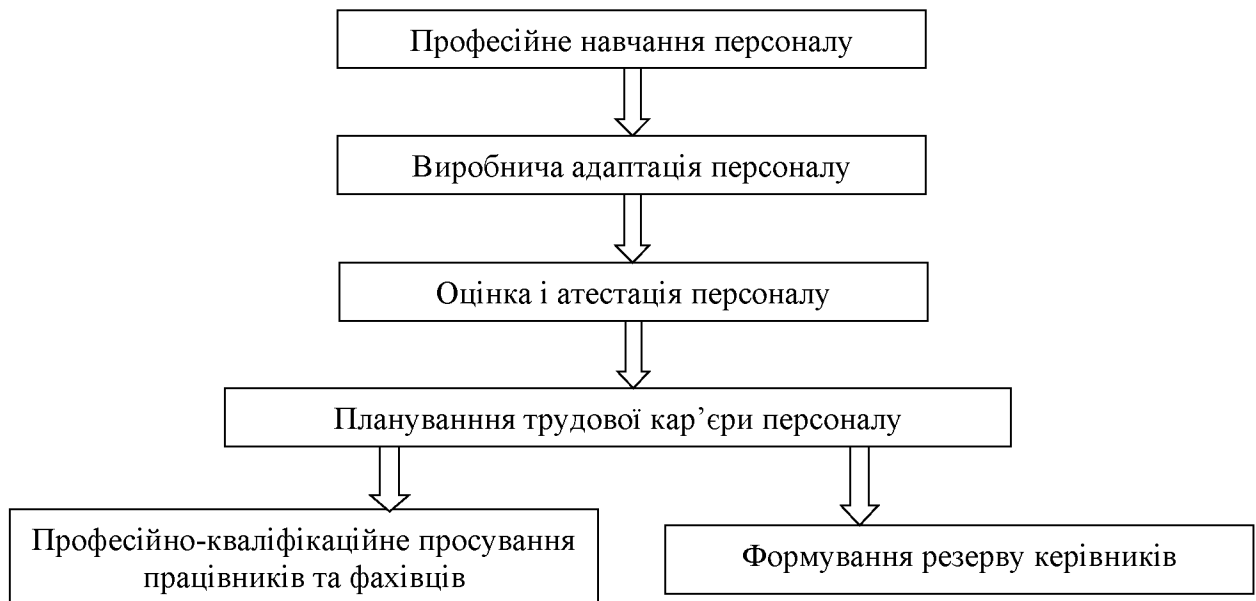 Професійне навчання персоналу
Виробнича адаптація персоналу
Оцінка і атестація персоналу
Плануванння трудової кар’єри персоналу
Професійно-кваліфікаційне просування
працівників та фахівців
Формування резерву керівників